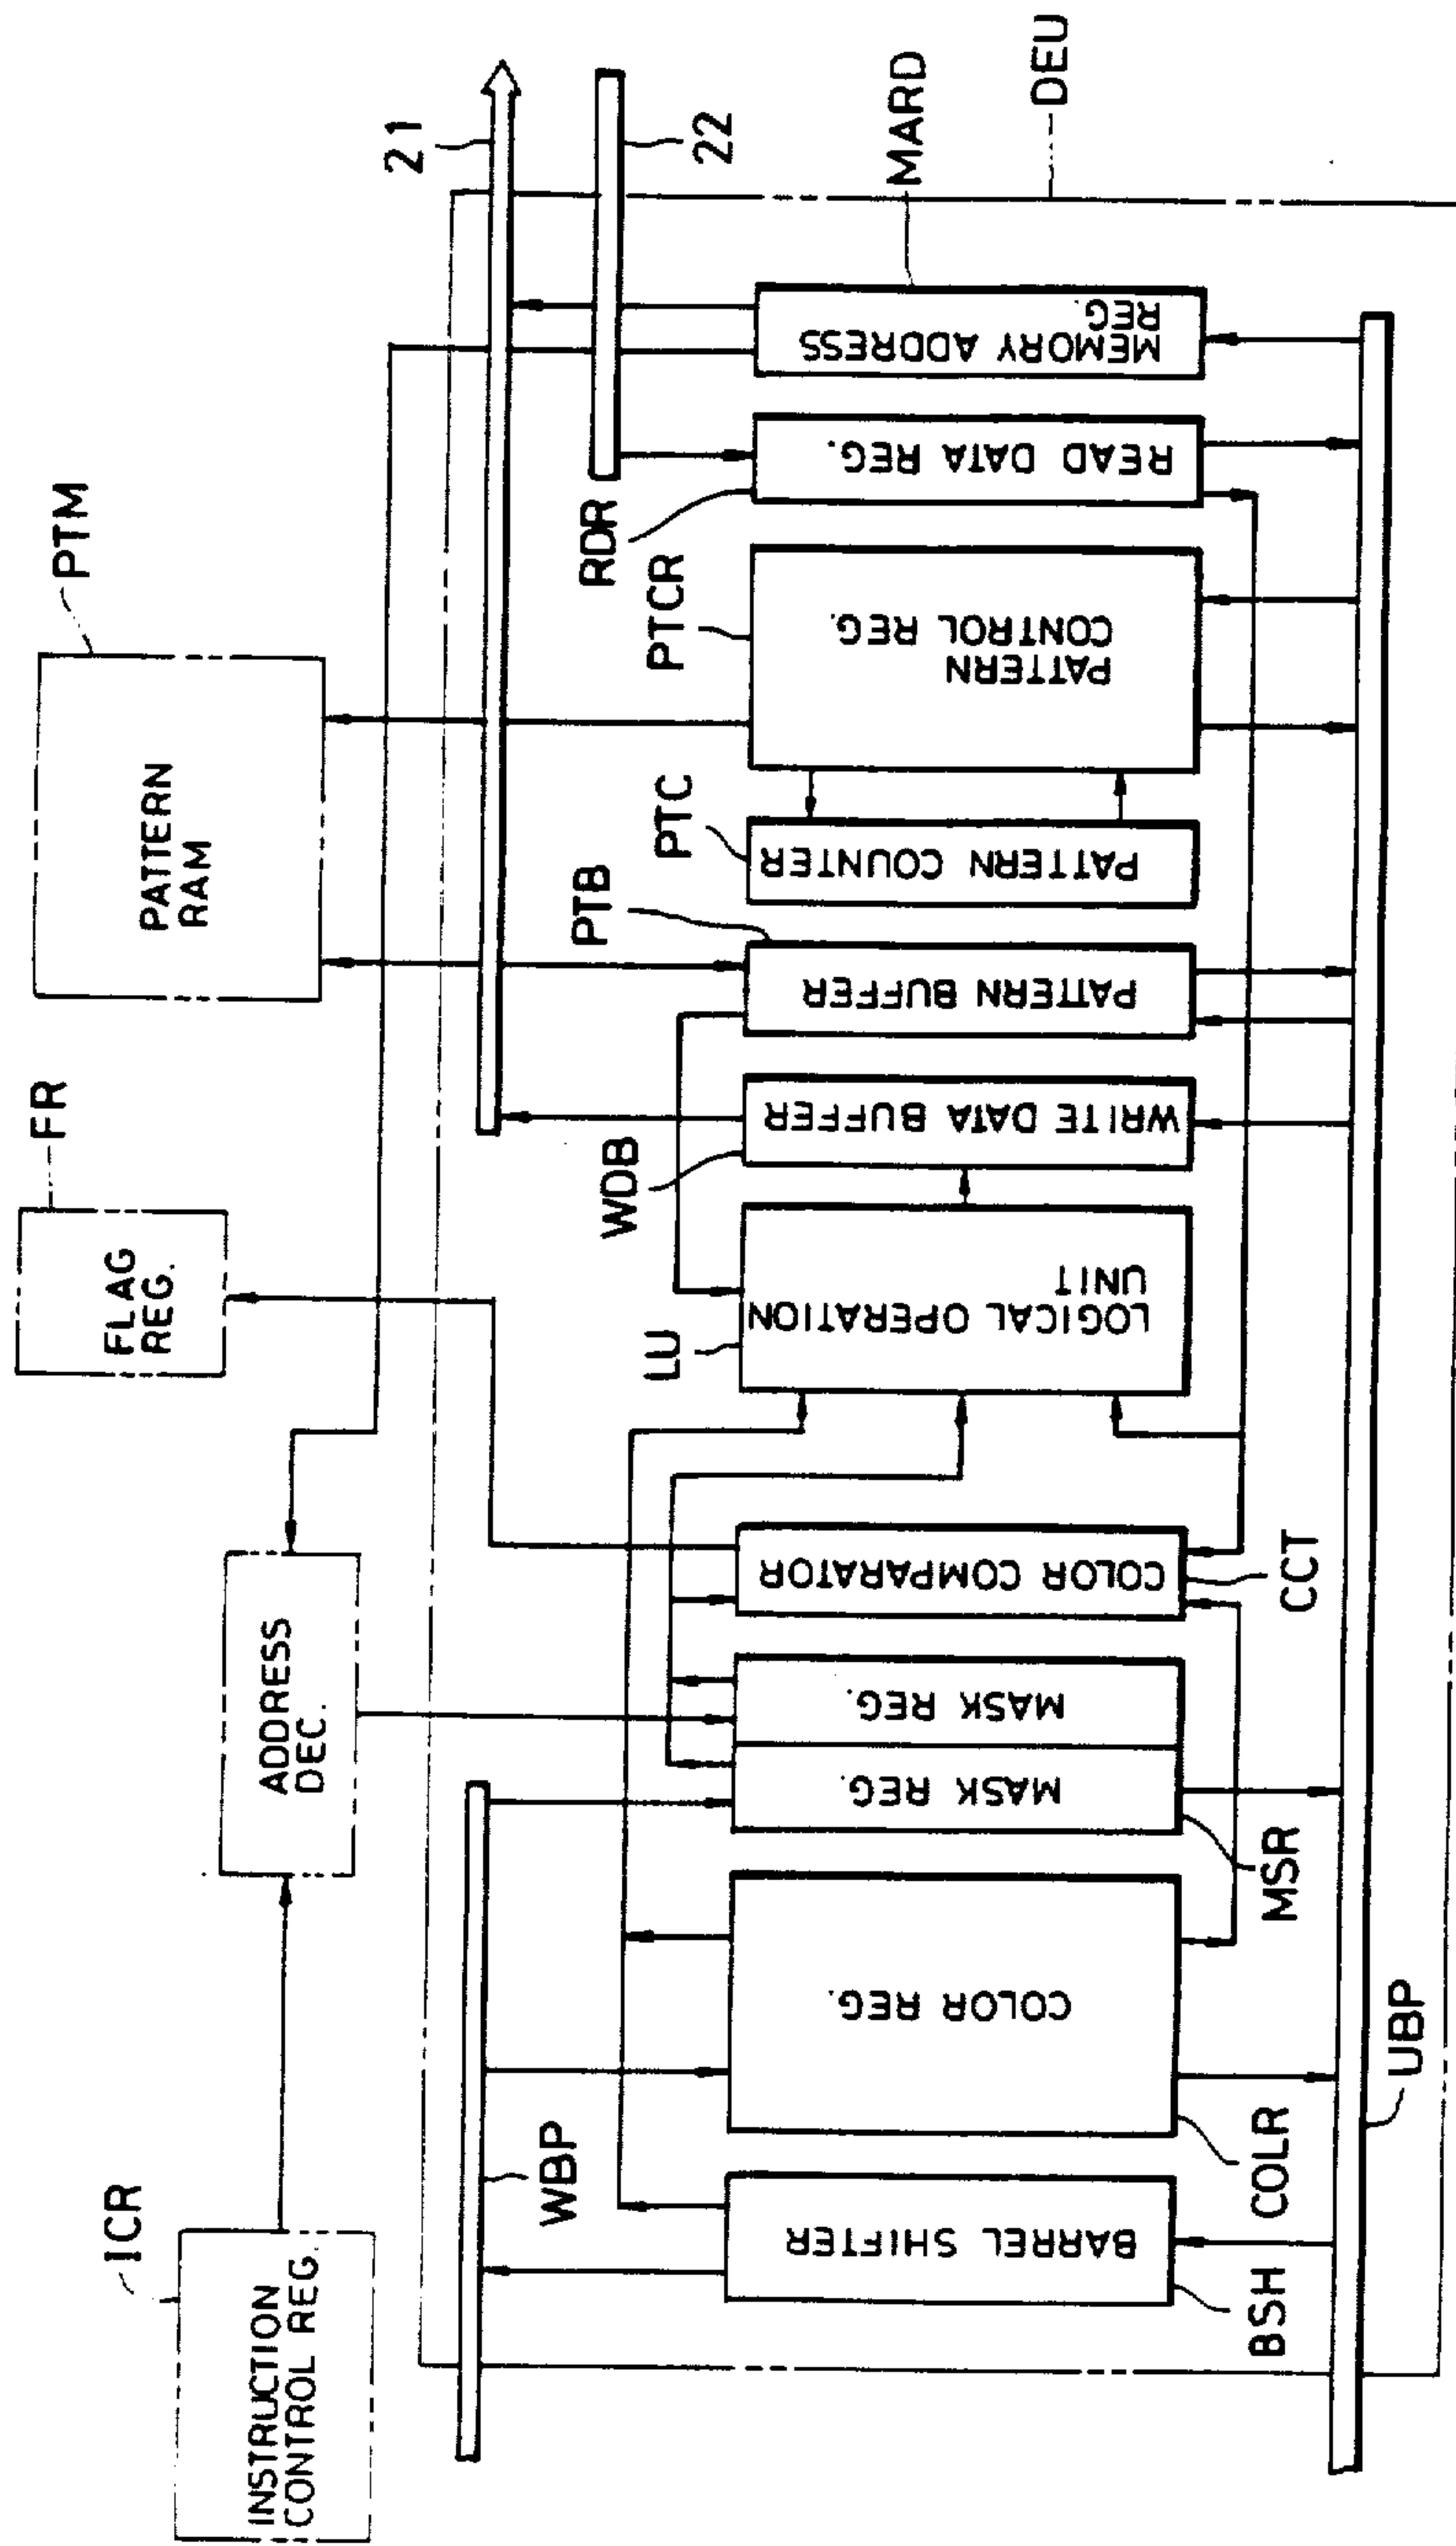 INSTRUCTION
CONTROL REG.
ICR
ADDRESS
DEC.
FLAG
REG.
FR
PATTERN
RAM
PTM
21
22
WBP
BARREL SHIFTER
BSH
COLOR REG.
COLR
MASK REG.
MASK REG.
MSR
COLOR COMPARATOR
CCT
LOGICAL OPERATION
UNIT
LU
WRITE DATA BUFFER
WDB
PATTERN BUFFER
PTB
PATTERN COUNTER
PTC
PATTERN
CONTROL REG.
PTCR
READ DATA REG.
RDR
MEMORY ADDRESS
REG.
MARD
DEU
UBP